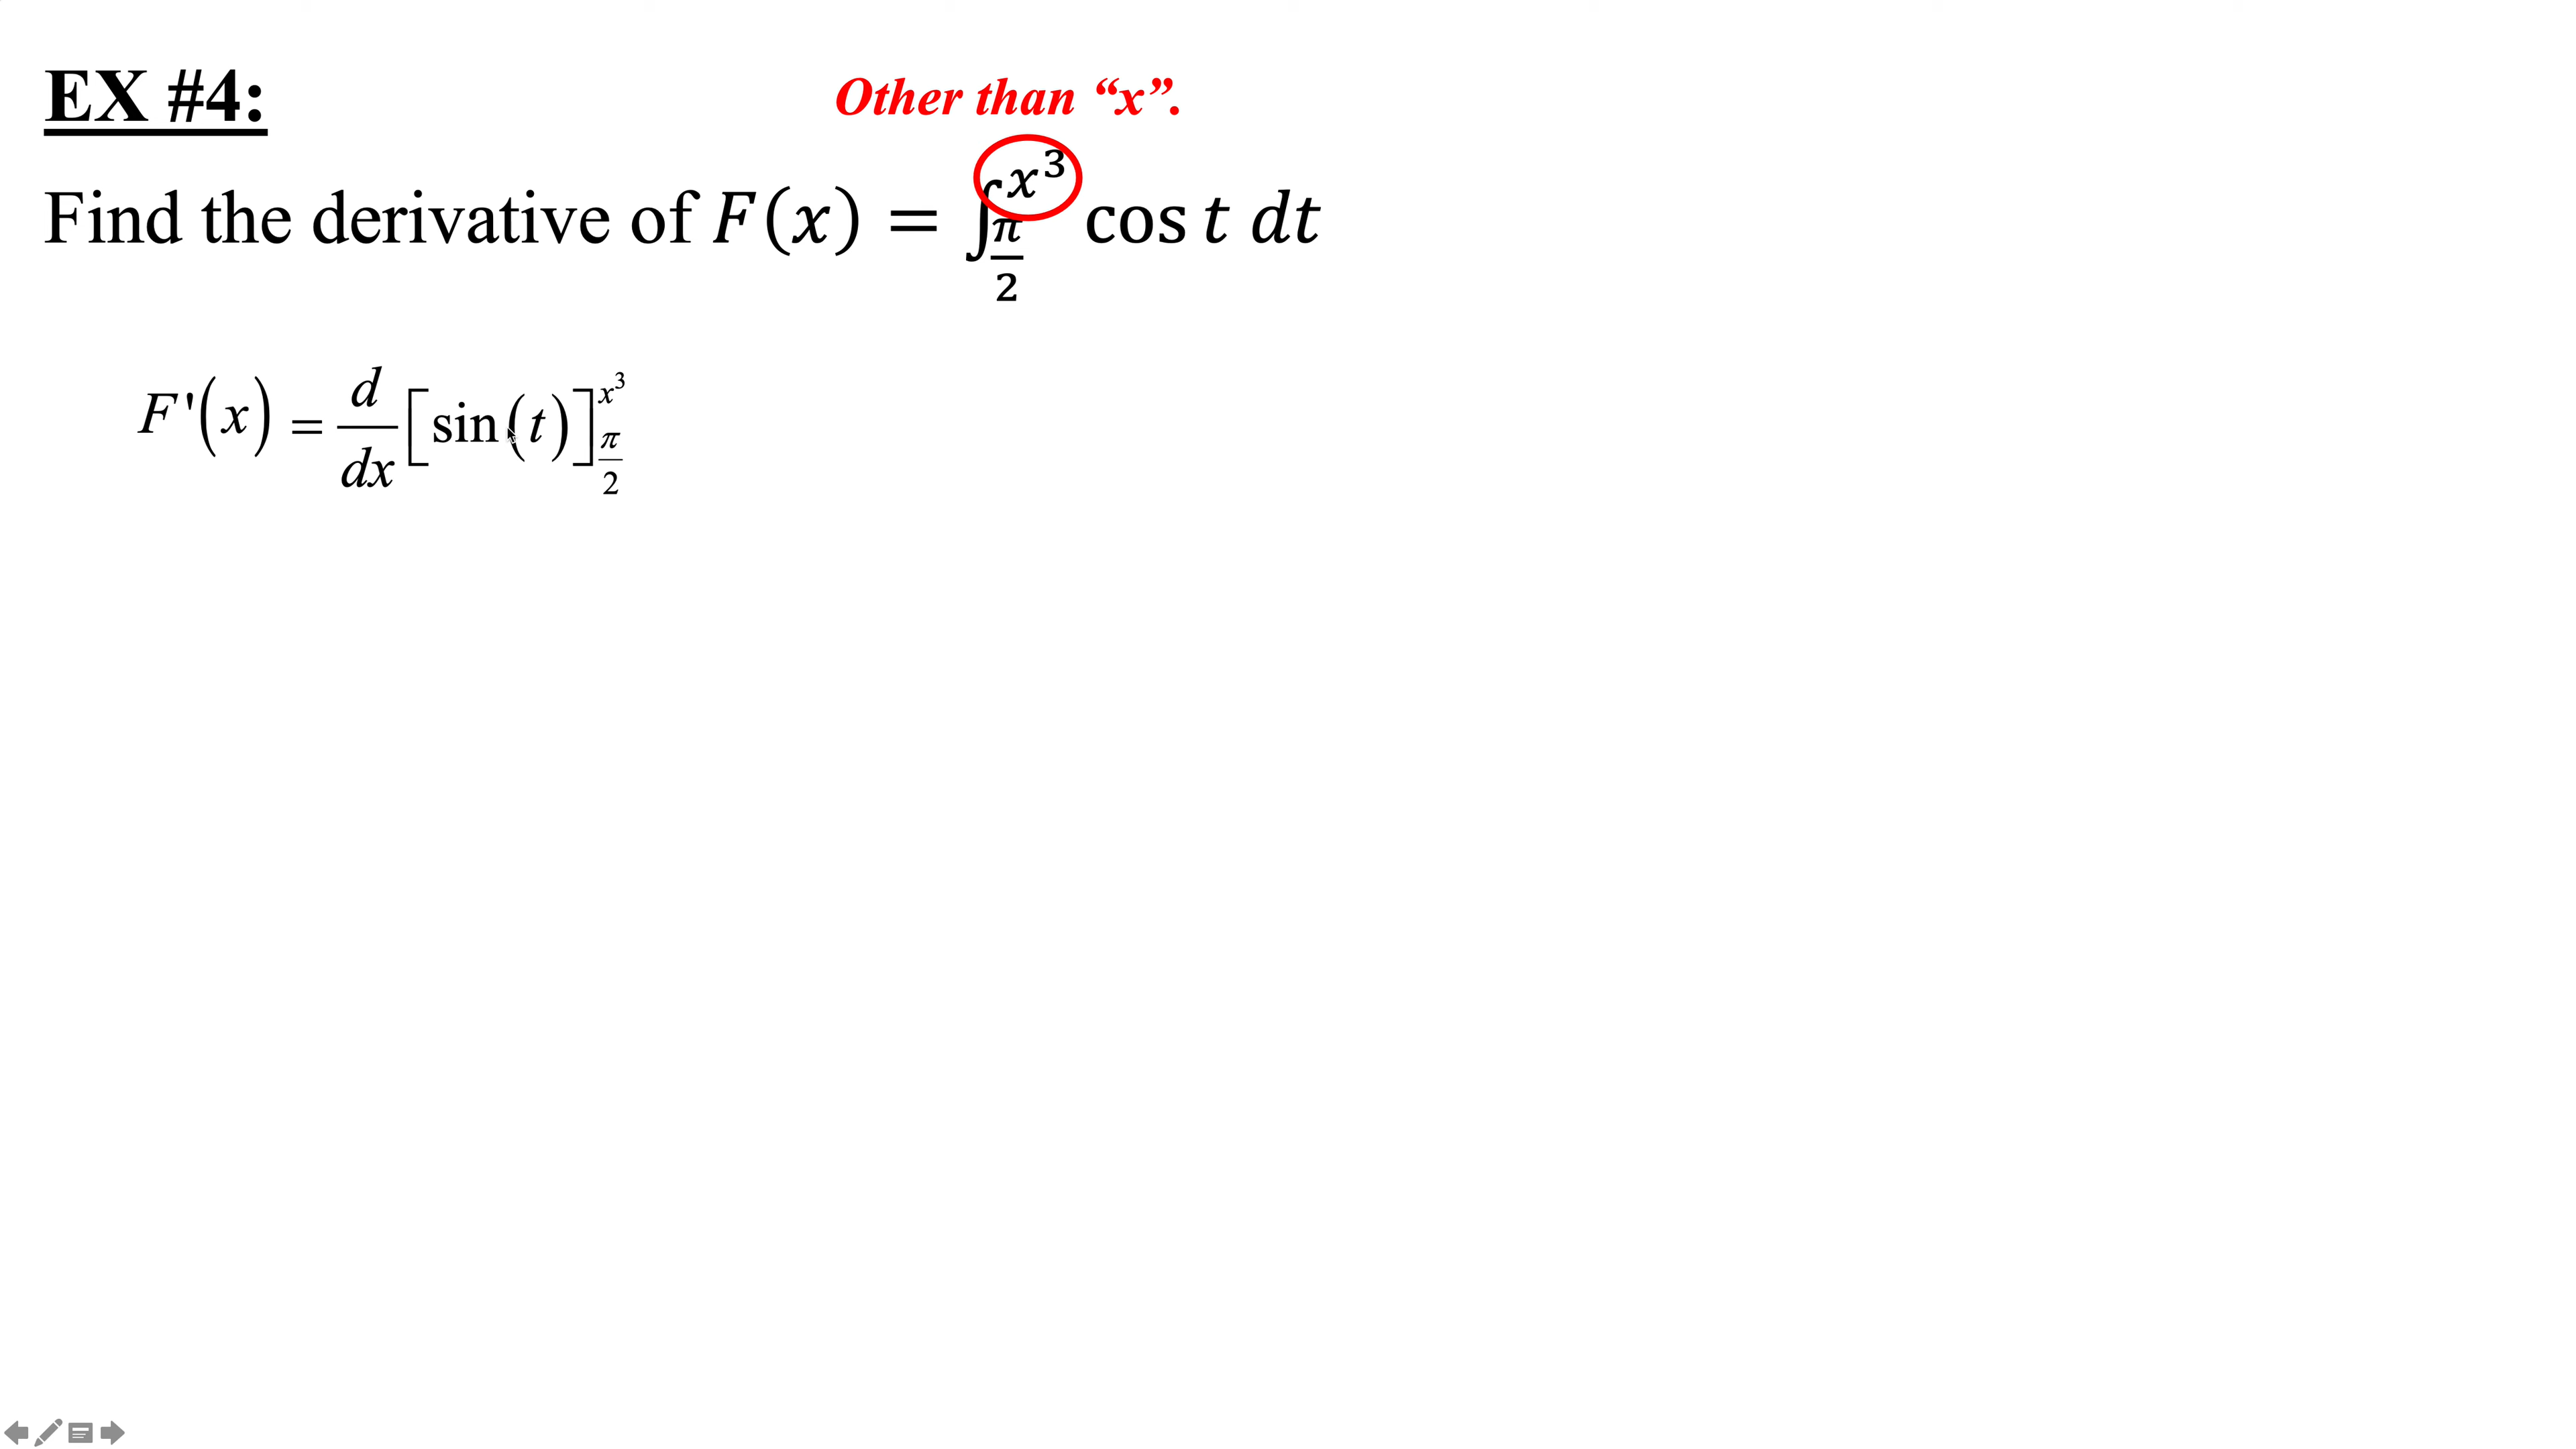 EX #4:
Other than “x”.
Find the derivative of F(x) = ∫_{π/2}^{x³} cos t dt
F'(x) = d/dx [sin(t)]_{π/2}^{x³}